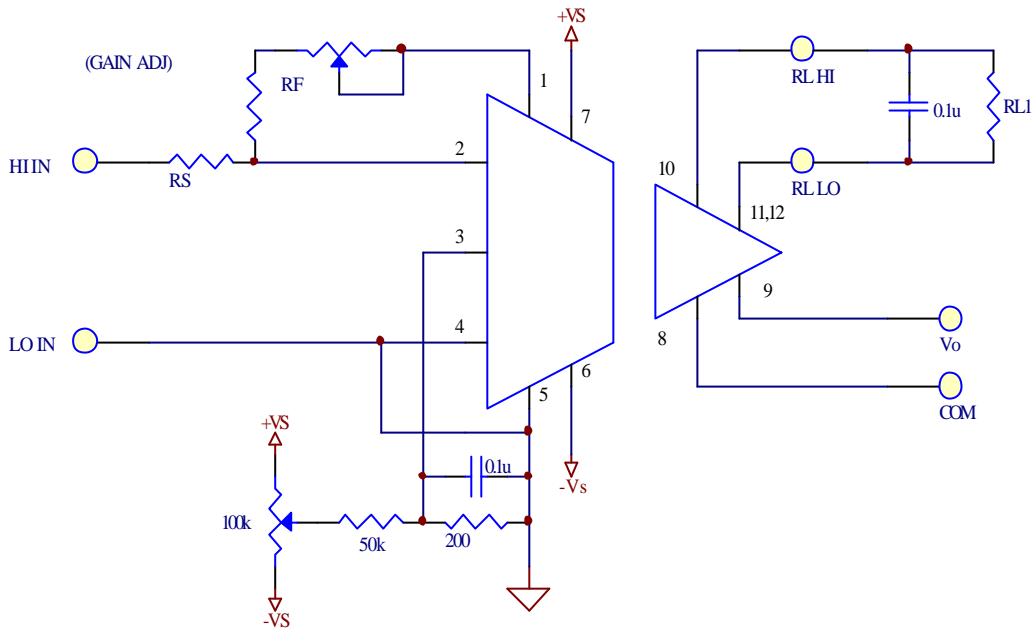 +VS
(GAIN ADJ)
RF
1
7
RL HI
0.1u
RL1
HI IN
RS
2
10
RL LO
11,12
3
9
4
LO IN
8
Vo
6
5
COM
+VS
0.1u
-Vs
100k
50k
200
-VS